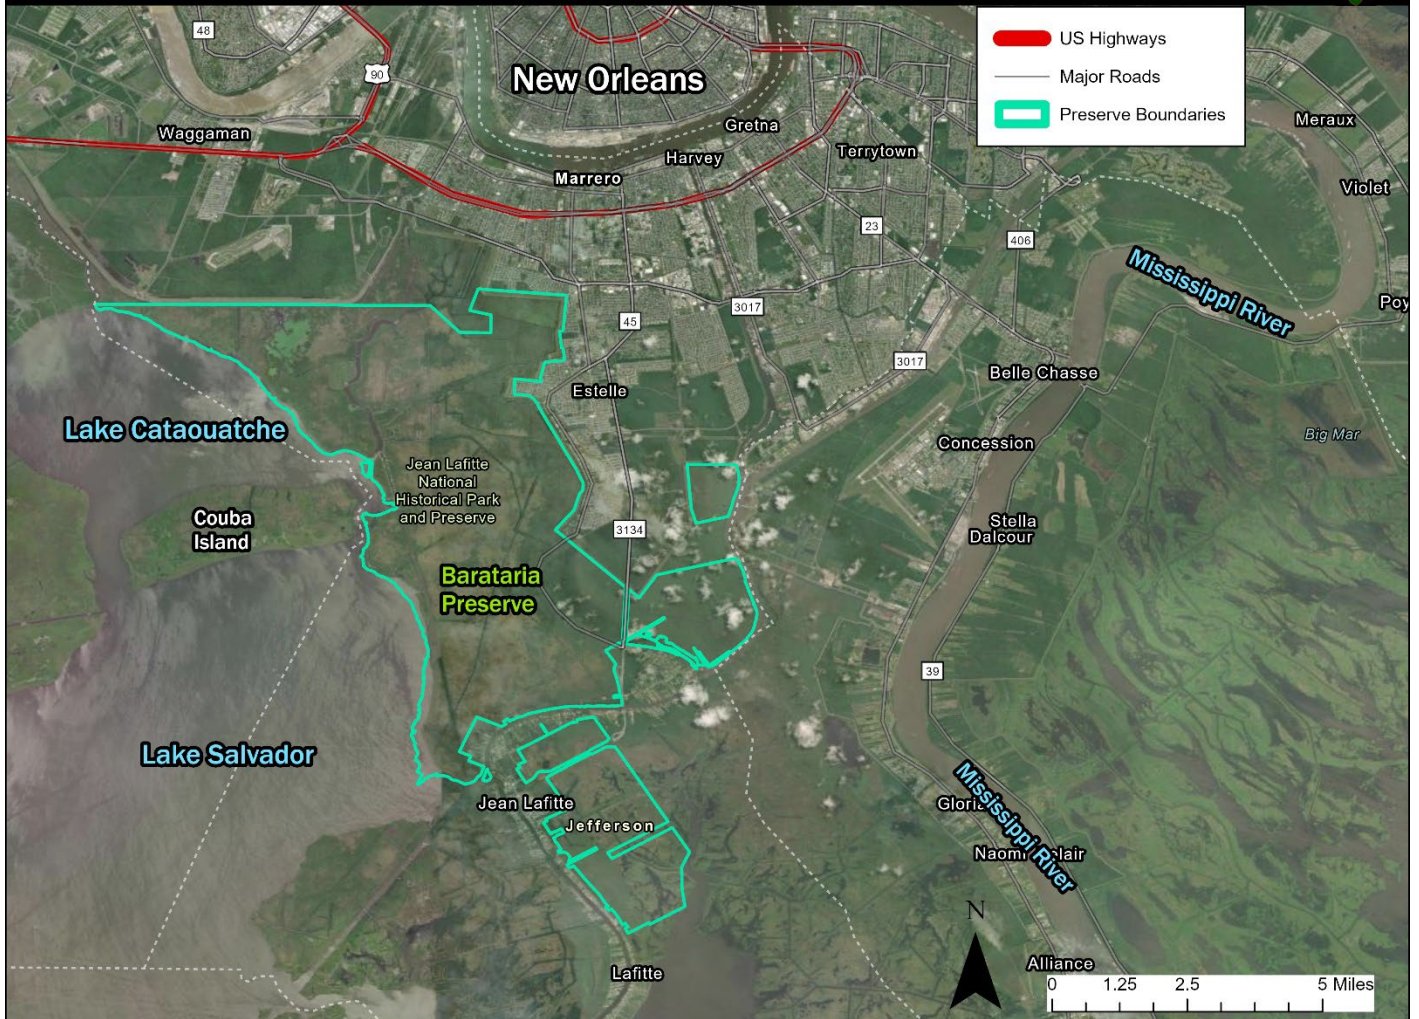 US Highways
Major Roads
Preserve Boundaries
48
90
New Orleans
Waggaman
Gretna
Meraux
Harvey
Terrytown
Marrero
Violet
23
406
Mississippi River
45
3017
Poy
3017
Belle Chasse
Estelle
Lake Cataouatche
Big Mar
Concession
Jean Lafitte
National
Historical Park
and Preserve
Couba
Island
3134
Stella
Dalcour
Barataria
Preserve
39
Lake Salvador
Mississippi River
Jean Lafitte
Gloria
Jefferson
Naomi
lair
N
Lafitte
Alliance
0 1.25 2.5 5 Miles